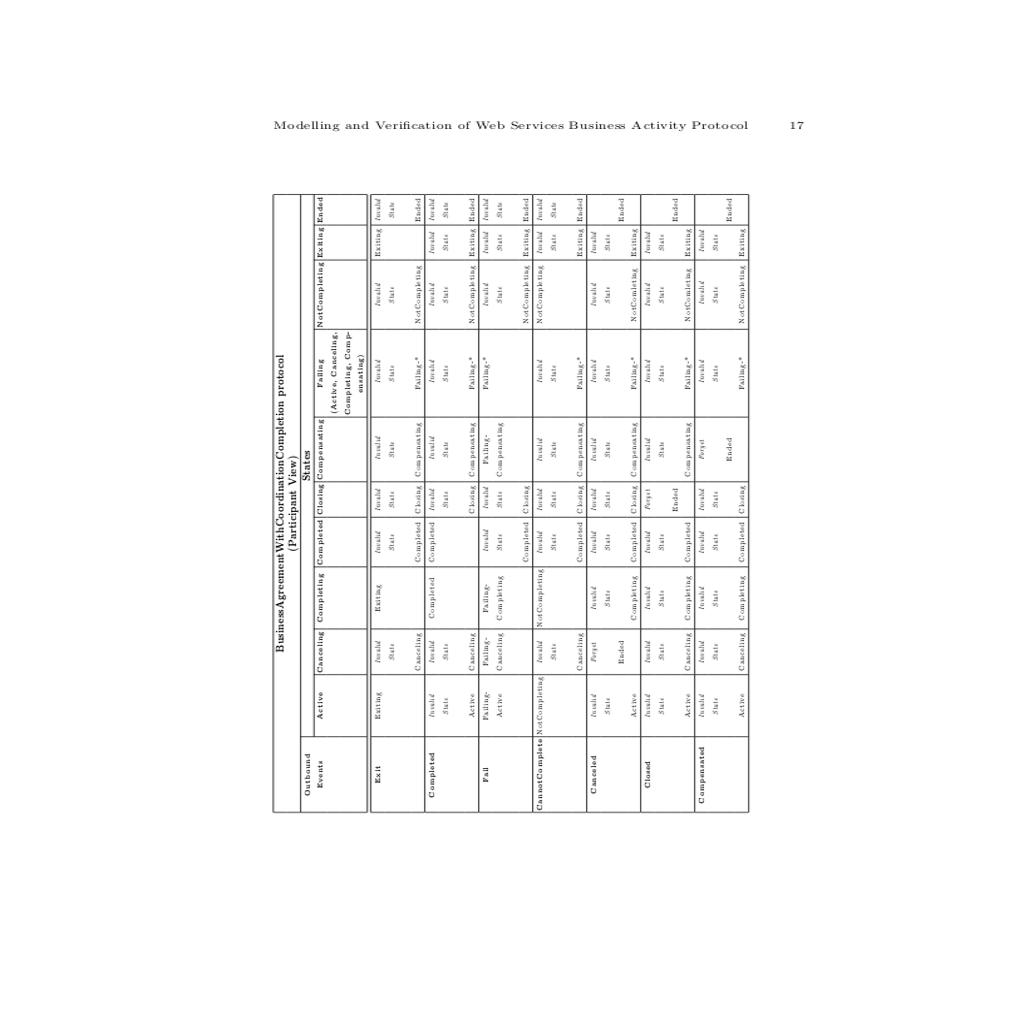 Modelling and Verification of Web Services Business Activity Protocol 17
BusinessAgreementWithCoordinationCompletion protocol
(Participant View)
Outbound States
Events Active Canceling Completing Completed Closing Compensating Failing NotCompleting Exiting Ended
(Active, Canceling,
Completing, Comp-
ensating)
Exit Exiting Invalid Exiting Invalid Invalid Invalid Invalid Invalid Exiting Invalid
State State State State State State State
Canceling Completed Closing Compensating Failing-* NotCompleting Ended
Completed Invalid Invalid Completed Completed Invalid Invalid Invalid Invalid Invalid Invalid
State State State State State State State State
Active Canceling Closing Compensating Failing-* NotCompleting Exiting Ended
Fail Failing- Failing- Failing- Invalid Invalid Failing- Failing-* Invalid Invalid Invalid
Active Canceling Completing State State Compensating State State State
Completed Closing NotCompleting Exiting Ended
CannotComplete NotCompleting Invalid NotCompleting Invalid Invalid Invalid Invalid NotCompleting Invalid Invalid
State State State State State State State
Canceling Completed Closing Compensating Failing-* Exiting Ended
Canceled Invalid Forget Invalid Invalid Invalid Invalid Invalid Invalid Invalid
State State State State State State State State
Ended Ended
Active Completing Completed Closing Compensating Failing-* NotComleting Exiting
Closed Invalid Invalid Invalid Invalid Forget Invalid Invalid Invalid Invalid
State State State State State State State State
Ended Ended
Active Canceling Completing Completed Compensating Failing-* NotComleting Exiting
Compensated Invalid Invalid Invalid Invalid Invalid Forget Invalid Invalid Invalid
State State State State State State State State
Ended Ended
Active Canceling Completing Completed Closing Failing-* NotCompleting Exiting